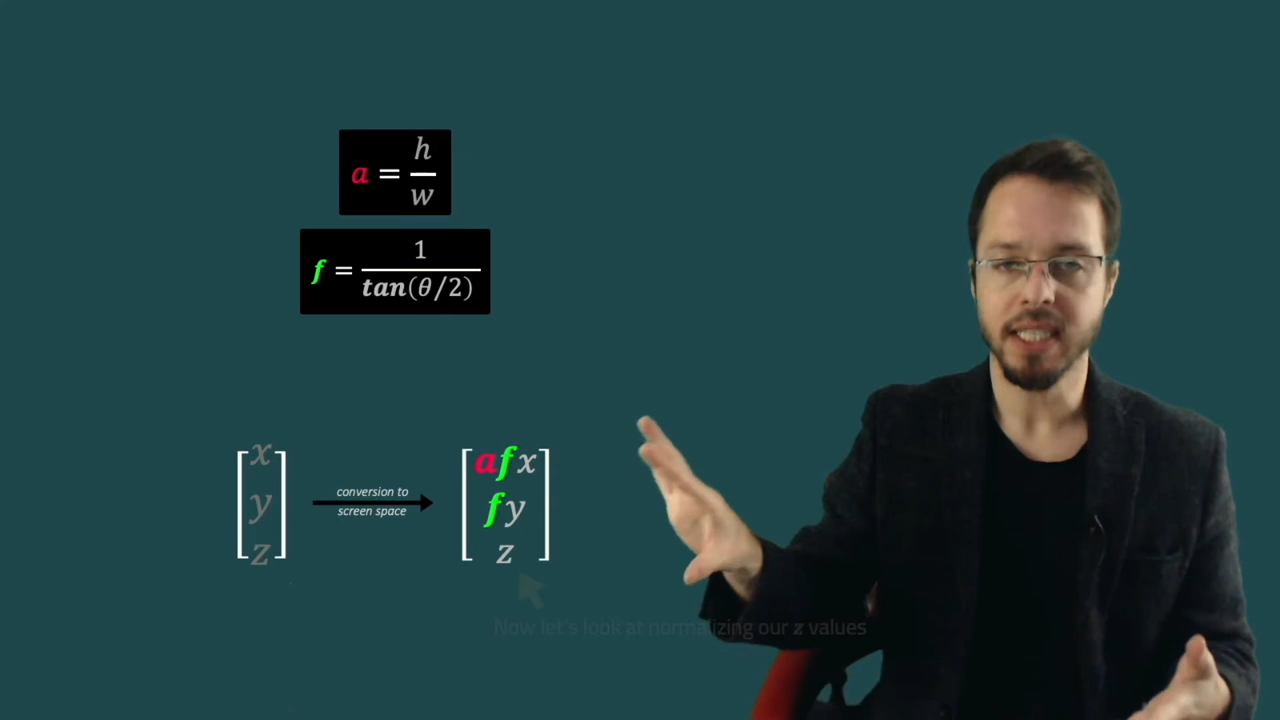 a = h/w
f = 1/tan(θ/2)
[x y z]
conversion to
screen space
[afx fy z]
Now let's look at normalizing our z values